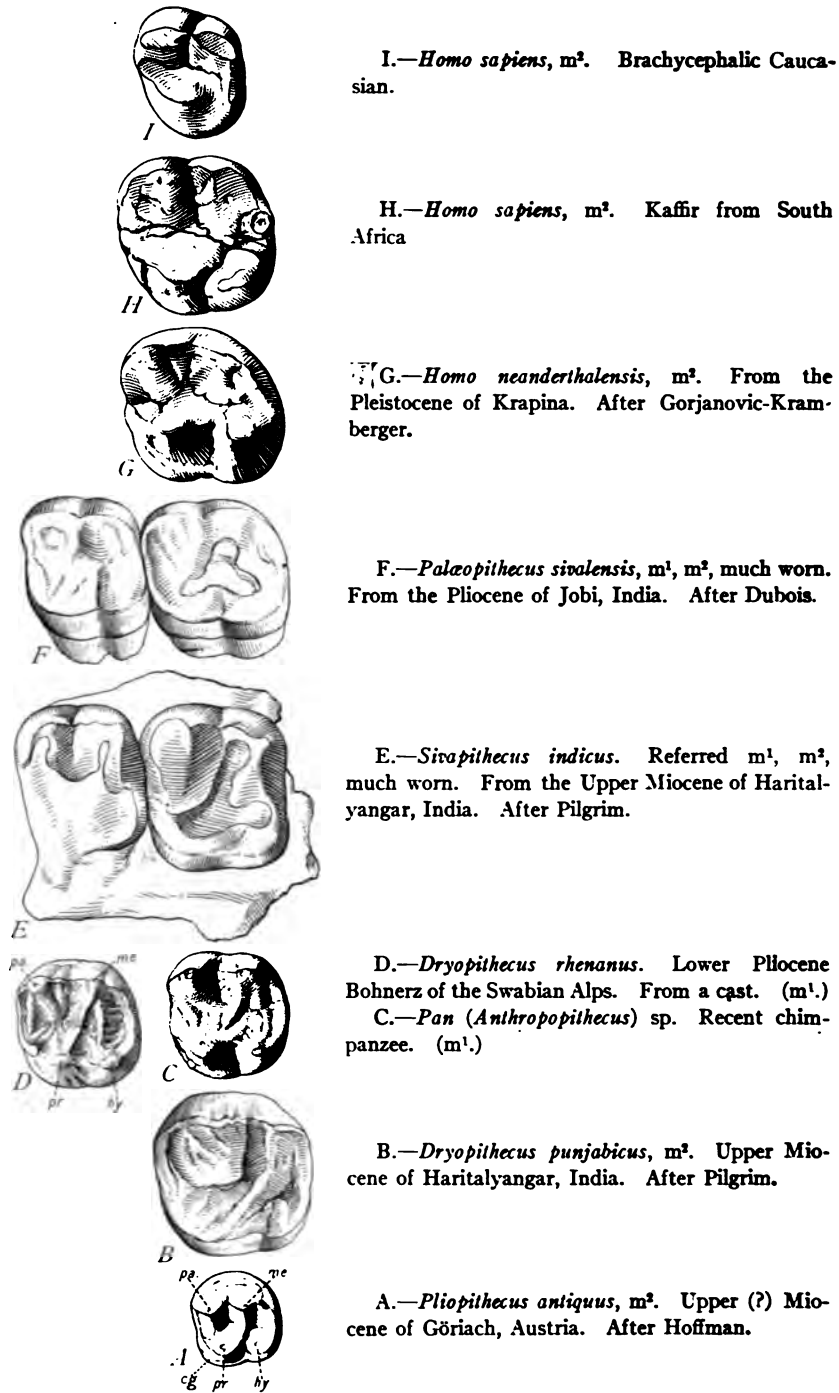 I.—Homo sapiens, m². Brachycephalic Cauca-
sian.
I
H.—Homo sapiens, m². Kaffir from South
Africa
H
G.—Homo neanderthalensis, m². From the
Pleistocene of Krapina. After Gorjanovic-Kram-
berger.
G
F.—Palæopithecus sivalensis, m¹, m², much worn.
From the Pliocene of Jobi, India. After Dubois.
F
E.—Sivapithecus indicus. Referred m¹, m²,
much worn. From the Upper Miocene of Harital-
yangar, India. After Pilgrim.
E
pa me
D.—Dryopithecus rhenanus. Lower Pliocene
Bohnerz of the Swabian Alps. From a cast. (m¹.)
C.—Pan (Anthropopithecus) sp. Recent chim-
panzee. (m¹.)
D C
pr hy
B.—Dryopithecus punjabicus, m². Upper Mio-
cene of Haritalyangar, India. After Pilgrim.
B
pa me
A.—Pliopithecus antiquus, m². Upper (?) Mio-
cene of Göriach, Austria. After Hoffman.
A
cg pr hy